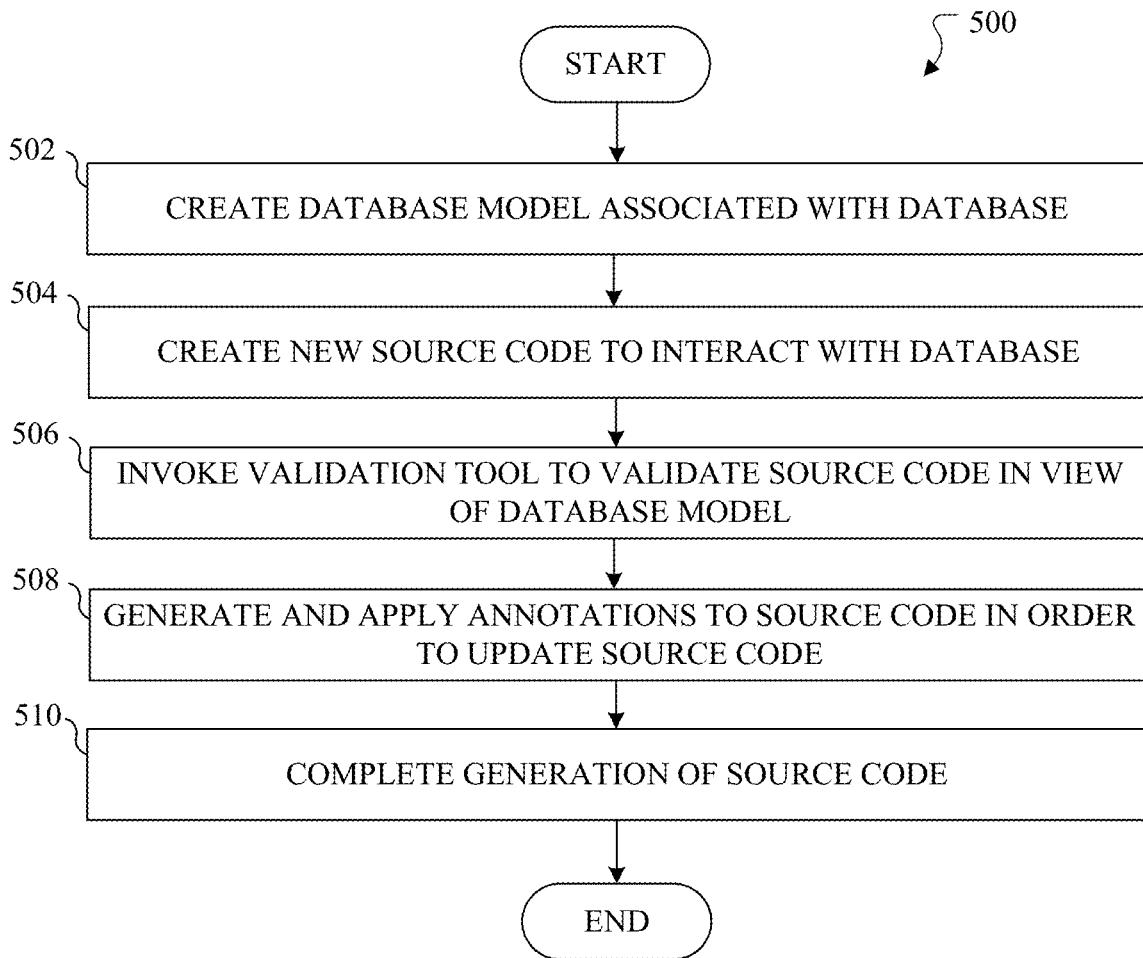 500
START
502
CREATE DATABASE MODEL ASSOCIATED WITH DATABASE
504
CREATE NEW SOURCE CODE TO INTERACT WITH DATABASE
506
INVOKE VALIDATION TOOL TO VALIDATE SOURCE CODE IN VIEW
OF DATABASE MODEL
508
GENERATE AND APPLY ANNOTATIONS TO SOURCE CODE IN ORDER
TO UPDATE SOURCE CODE
510
COMPLETE GENERATION OF SOURCE CODE
END